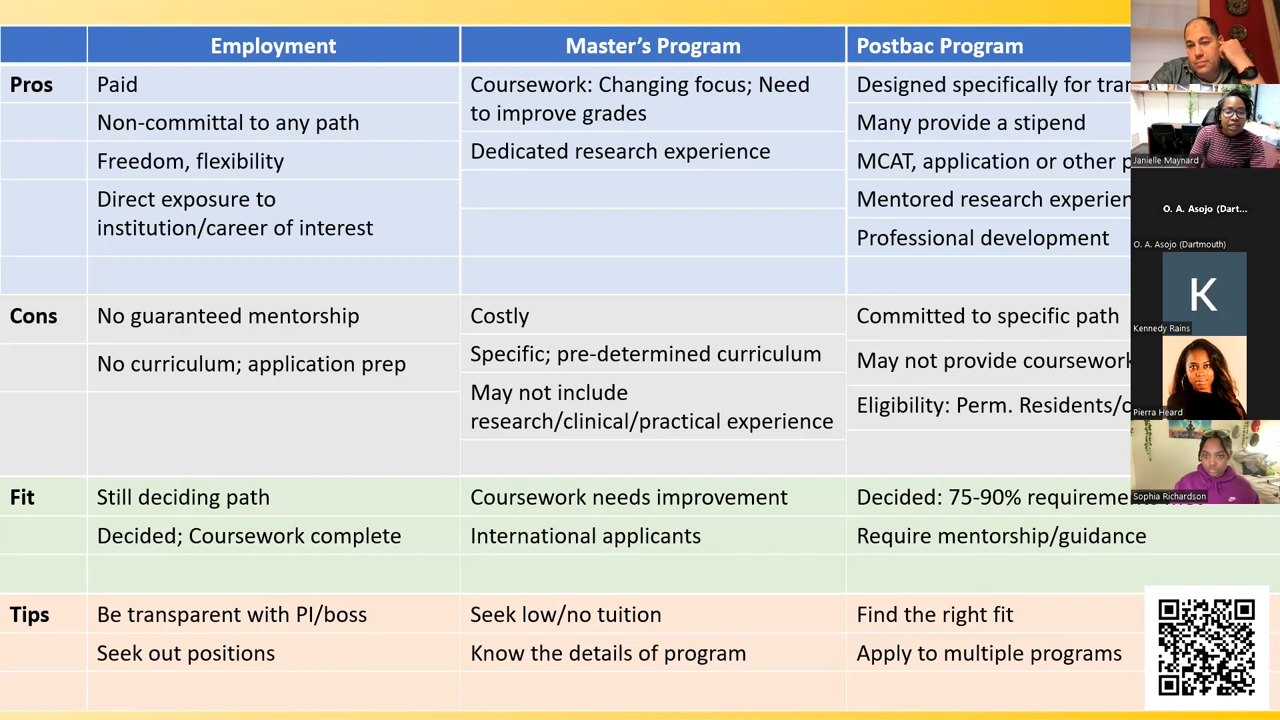 Employment
Master's Program
Postbac Program
Pros
Paid
Non-committal to any path
Freedom, flexibility
Direct exposure to
institution/career of interest
Coursework: Changing focus; Need
to improve grades
Dedicated research experience
Designed specifically for
Many provide a stipend
MCAT, application or other
Mentored research
Professional development
Cons
No guaranteed mentorship
No curriculum; application prep
Costly
Specific; pre-determined curriculum
May not include
research/clinical/practical experience
Committed to specific path
May not provide coursework
Eligibility: Perm.
Fit
Still deciding path
Decided; Coursework complete
Coursework needs improvement
International applicants
Decided: 75-90%
Require mentorship/guidance
Tips
Be transparent with PI/boss
Seek out positions
Seek low/no tuition
Know the details of program
Find the right fit
Apply to multiple programs
Janielle Maynard
O. A. Asojo (Dart...
O. A. Asojo (Dartmouth)
K
Kennedy Rains
Pierra Heard
Sophia Richardson